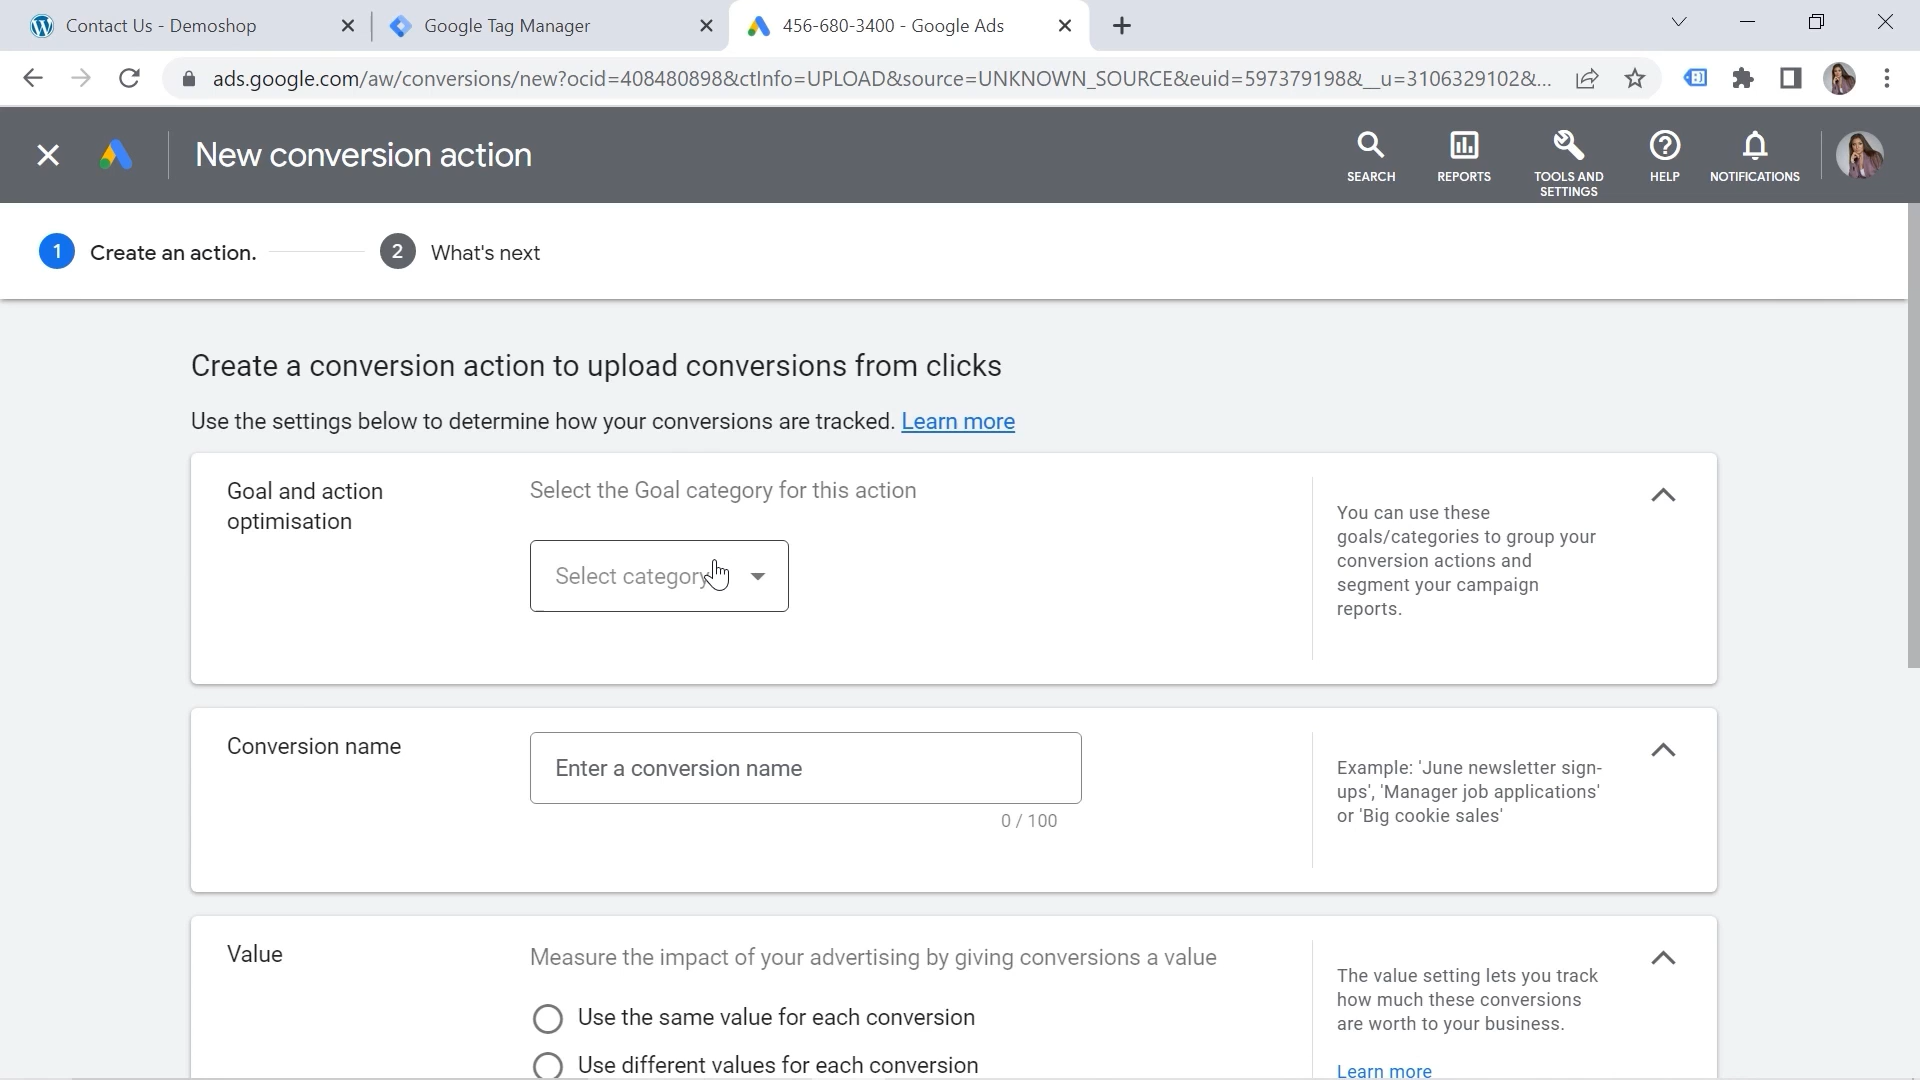 Contact Us - Demoshop
Google Tag Manager
456-680-3400 - Google Ads
ads.google.com/aw/conversions/new?ocid=408480898&ctInfo=UPLOAD&source=UNKNOWN_SOURCE&euid=597379198&__u=3106329102&...
New conversion action
SEARCH
REPORTS
TOOLS AND
SETTINGS
HELP
NOTIFICATIONS
1 Create an action.
2 What's next
Create a conversion action to upload conversions from clicks
Use the settings below to determine how your conversions are tracked. Learn more
Goal and action
optimisation
Select the Goal category for this action
Select category
You can use these
goals/categories to group your
conversion actions and
segment your campaign
reports.
Conversion name
Enter a conversion name
0 / 100
Example: 'June newsletter sign-
ups', 'Manager job applications'
or 'Big cookie sales'
Value
Measure the impact of your advertising by giving conversions a value
Use the same value for each conversion
Use different values for each conversion
The value setting lets you track
how much these conversions
are worth to your business.
Learn more